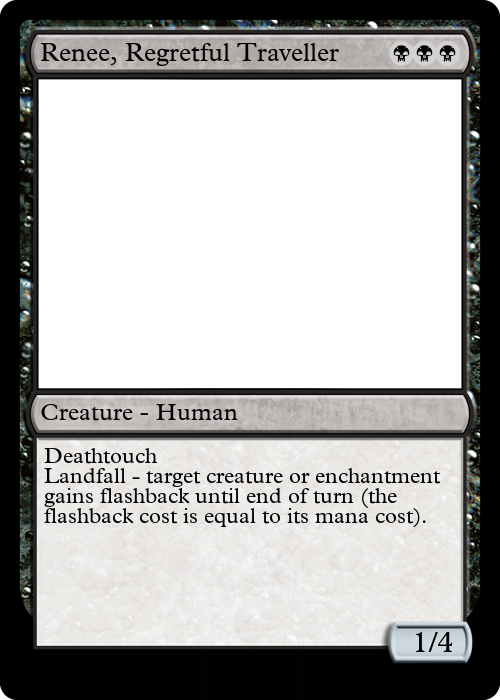 Renee, Regretful Traveller
Creature - Human
Deathtouch
Landfall - target creature or enchantment
gains flashback until end of turn (the
flashback cost is equal to its mana cost).
1/4